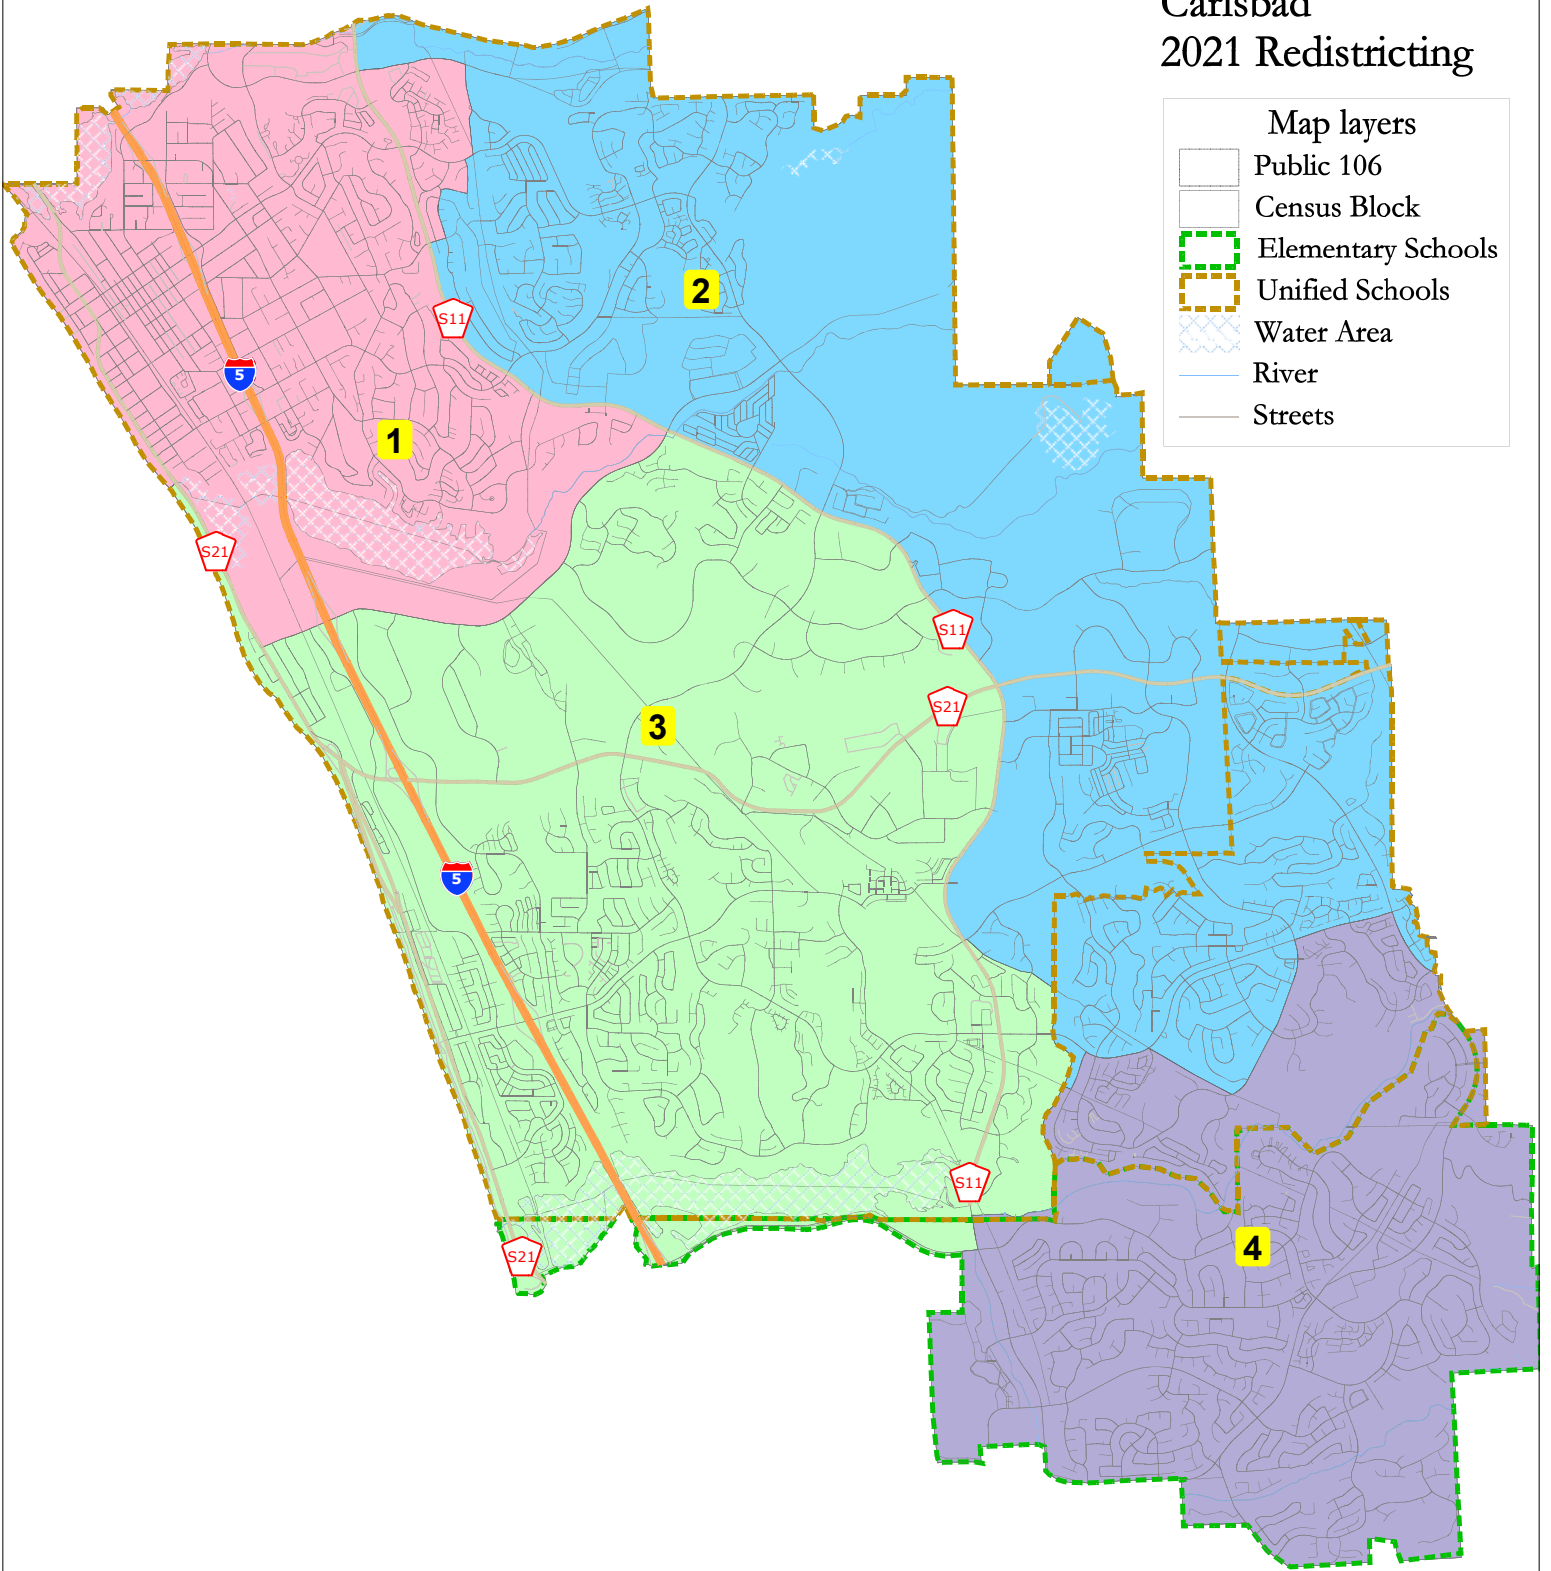 Carlsbad
2021 Redistricting
Map layers
Public 106
Census Block
Elementary Schools
Unified Schools
Water Area
River
Streets
2
S11
5
1
S21
S11
S21
3
5
S11
4
S21